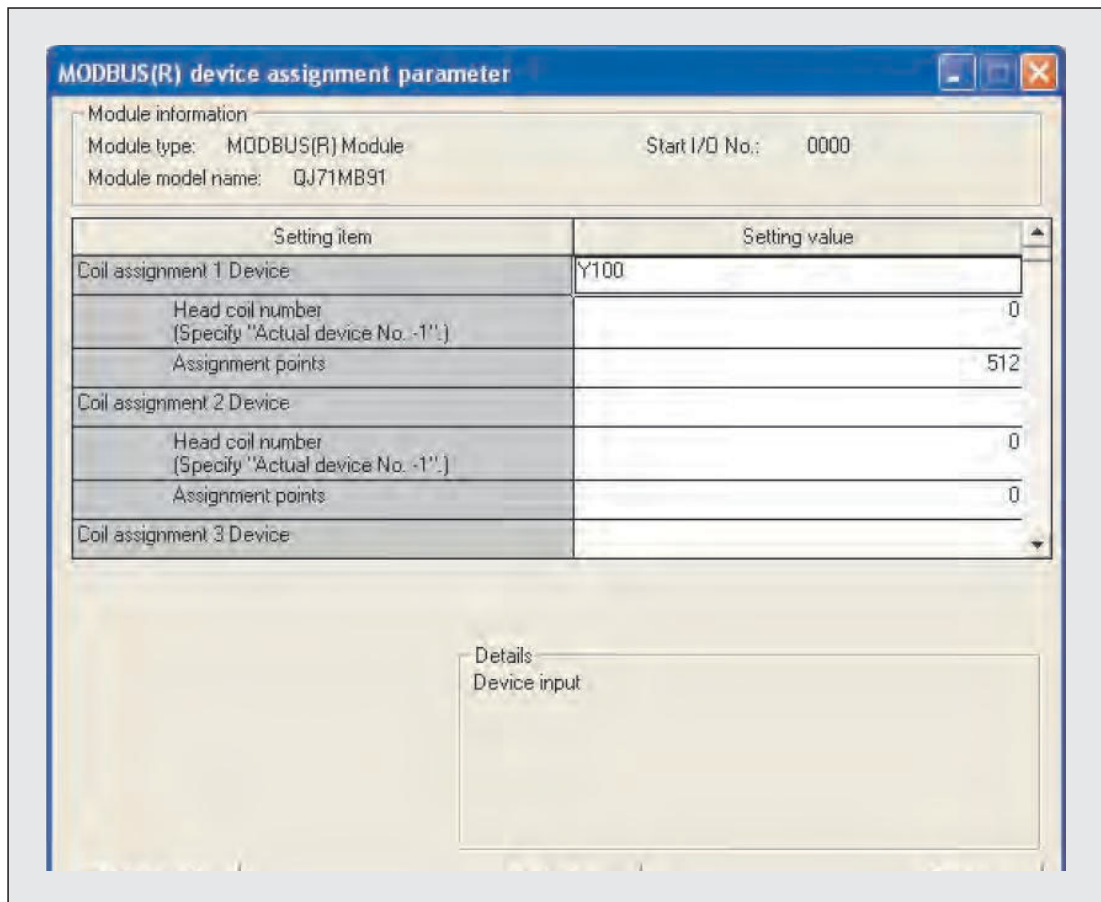 MODBUS(R) device assignment parameter
Module information
Module type: MODBUS(R) Module Start I/O No.: 0000
Module model name: QJ71MB91
Setting item Setting value
Coil assignment 1 Device Y100
Head coil number 0
(Specify "Actual device No. -1".)
Assignment points 512
Coil assignment 2 Device
Head coil number 0
(Specify "Actual device No. -1".)
Assignment points 0
Coil assignment 3 Device
Details
Device input